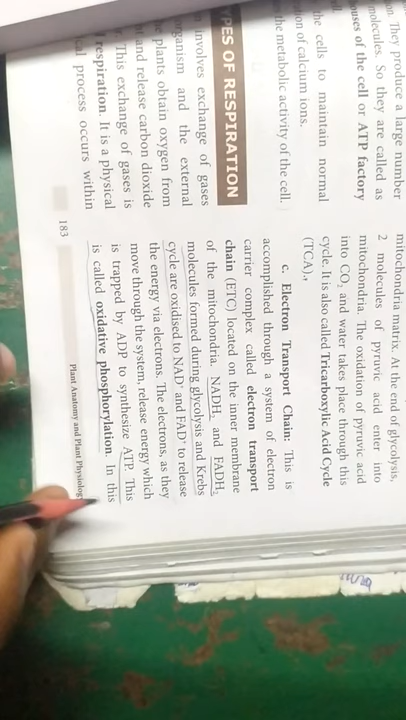 They produce a large number
molecules. So they are called as
ouses of the cell or ATP factory
the cells to maintain normal
tion of calcium ions.
the metabolic activity of the cell.
YPES OF RESPIRATION
involves exchange of gases
rganism and the external
plants obtain oxygen from
t and release carbon dioxide
This exchange of gases is
respiration. It is a physical
process occurs within
183
mitochondria matrix. At the end of glycolysis,
2 molecules of pyruvic acid enter into
mitochondria. The oxidation of pyruvic acid
into CO₂ and water takes place through this
cycle. It is also called Tricarboxylic Acid Cycle
(TCA).
c. Electron Transport Chain: This is
accomplished through a system of electron
carrier complex called electron transport
chain (ETC) located on the inner membrane
of the mitochondria. NADH₂ and FADH₂
molecules formed during glycolysis and Krebs
cycle are oxidised to NAD⁺ and FAD⁺ to release
the energy via electrons. The electrons, as they
move through the system, release energy which
is trapped by ADP to synthesize ATP. This
is called oxidative phosphorylation. In this
Plant Anatomy and Plant Physiology